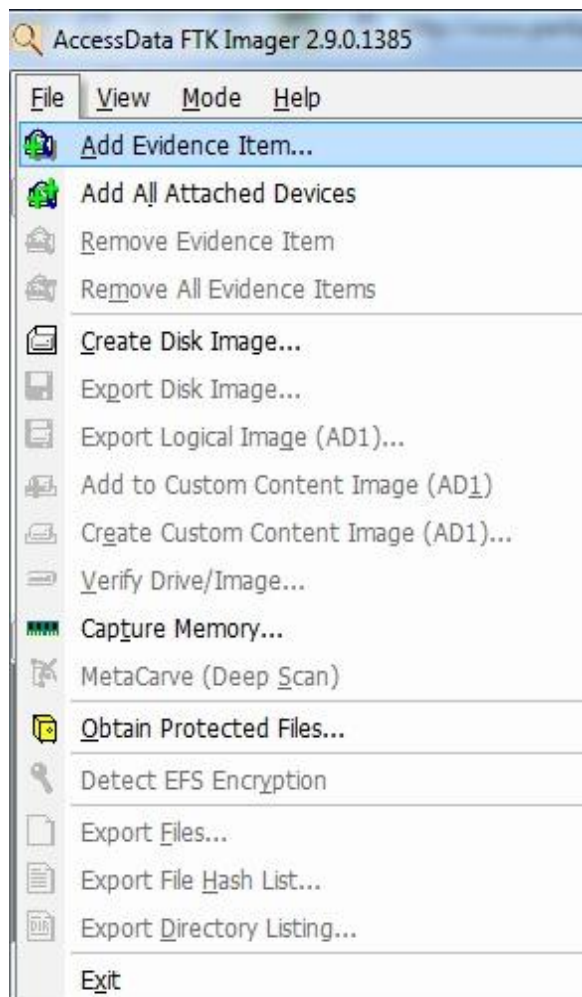 AccessData FTK Imager 2.9.0.1385
File View Mode Help
Add Evidence Item...
Add All Attached Devices
Remove Evidence Item
Remove All Evidence Items
Create Disk Image...
Export Disk Image...
Export Logical Image (AD1)...
Add to Custom Content Image (AD1)
Create Custom Content Image (AD1)...
Verify Drive/Image...
Capture Memory...
MetaCarve (Deep Scan)
Obtain Protected Files...
Detect EFS Encryption
Export Files...
Export File Hash List...
DIR Export Directory Listing...
Exit